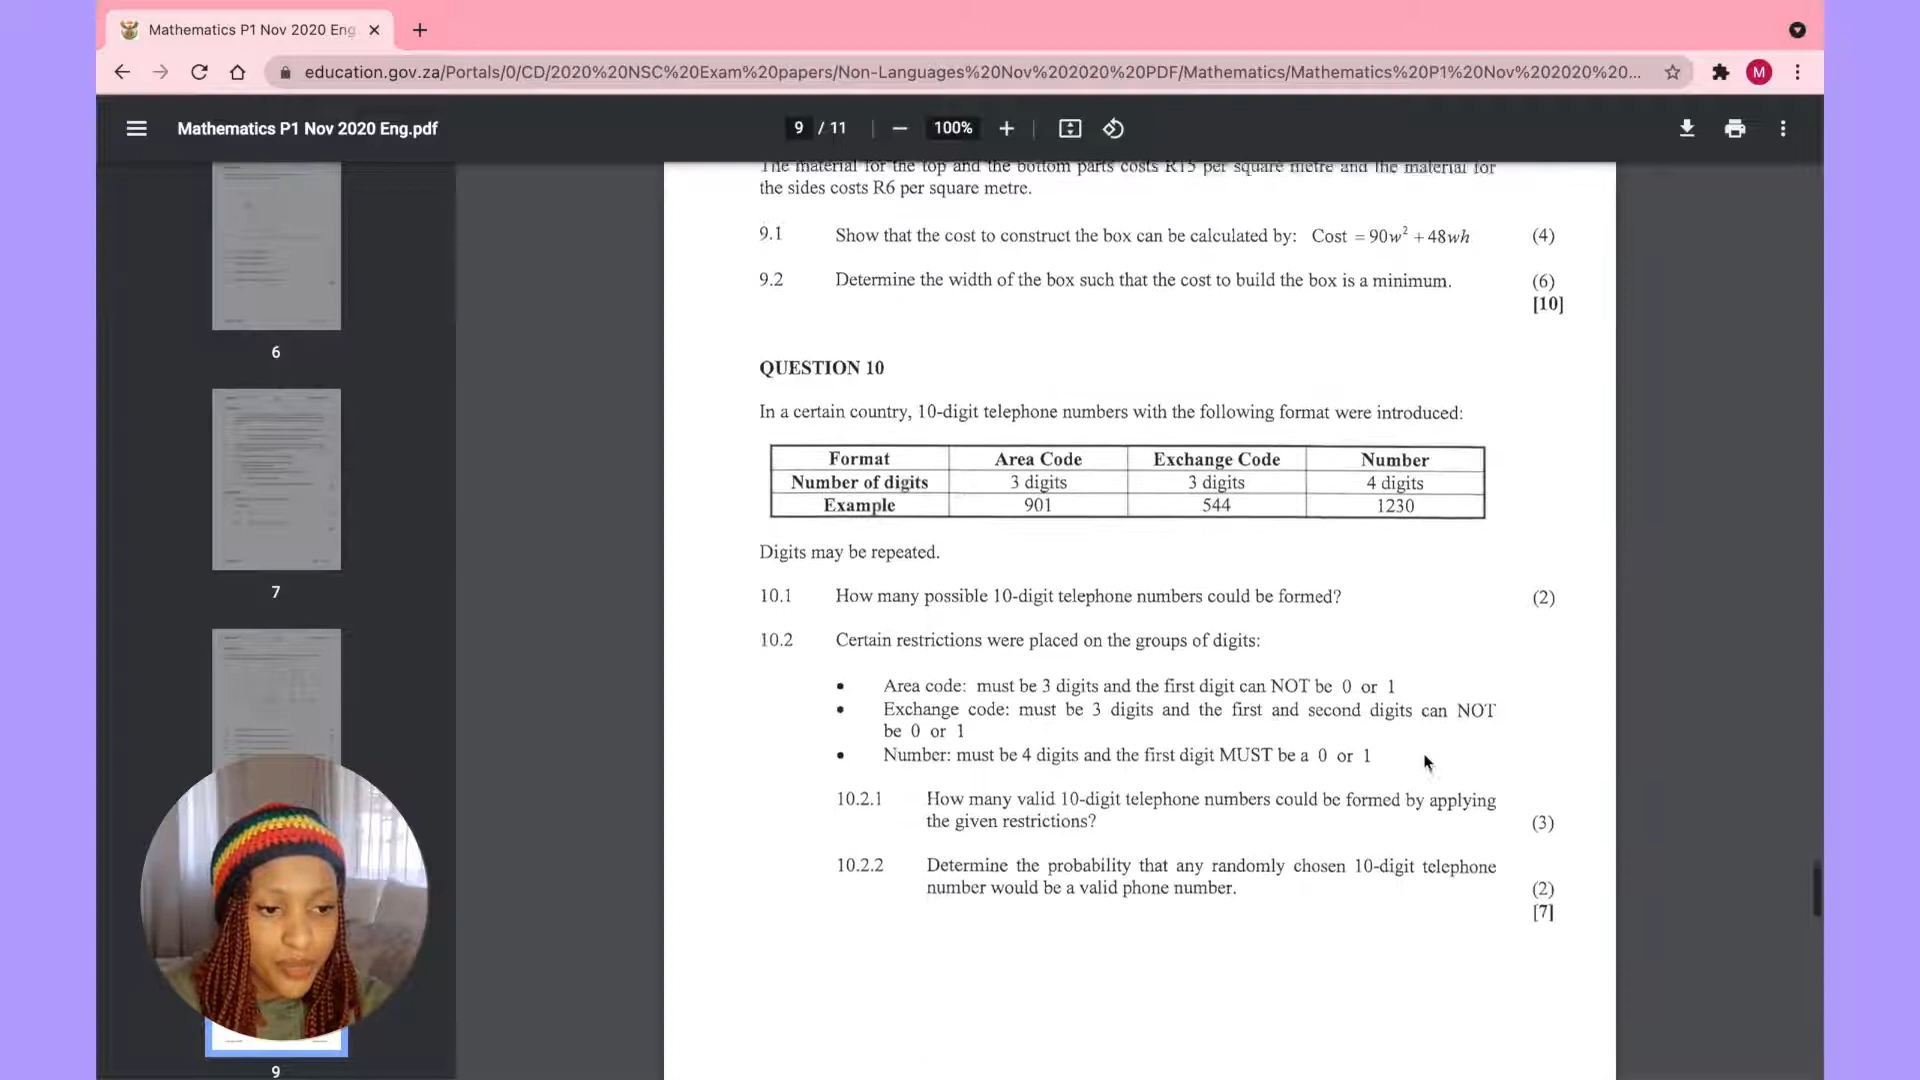 Mathematics P1 Nov 2020 Eng
education.gov.za/Portals/0/CD/2020%20NSC%20Exam%20papers/Non-Languages%20Nov%202020%20PDF/Mathematics/Mathematics%20P1%20Nov%202020%20...
M
Mathematics P1 Nov 2020 Eng.pdf
9 / 11
100%
6
7
9
The material for the top and the bottom parts costs R15 per square metre and the material for
the sides costs R6 per square metre.
9.1 Show that the cost to construct the box can be calculated by: Cost = 90w² + 48wh (4)
9.2 Determine the width of the box such that the cost to build the box is a minimum. (6)
[10]
QUESTION 10
In a certain country, 10-digit telephone numbers with the following format were introduced:
Format Area Code Exchange Code Number
Number of digits 3 digits 3 digits 4 digits
Example 901 544 1230
Digits may be repeated.
10.1 How many possible 10-digit telephone numbers could be formed? (2)
10.2 Certain restrictions were placed on the groups of digits:
• Area code: must be 3 digits and the first digit can NOT be 0 or 1
• Exchange code: must be 3 digits and the first and second digits can NOT
be 0 or 1
• Number: must be 4 digits and the first digit MUST be a 0 or 1
10.2.1 How many valid 10-digit telephone numbers could be formed by applying
the given restrictions? (3)
10.2.2 Determine the probability that any randomly chosen 10-digit telephone
number would be a valid phone number. (2)
[7]